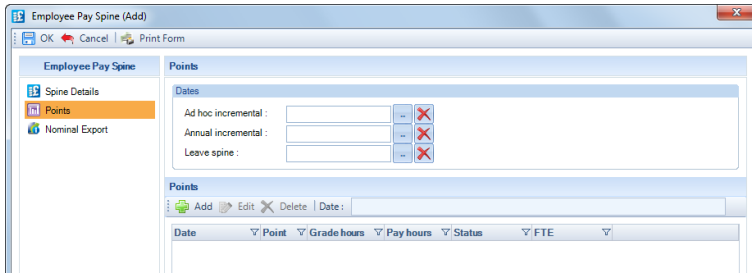 Employee Pay Spine (Add)
OK Cancel Print Form
Employee Pay Spine
Points
Spine Details
Points
Nominal Export
Dates
Ad hoc incremental :
..
Annual incremental :
..
Leave spine :
..
Points
Add Edit Delete Date :
Date Point Grade hours Pay hours Status FTE